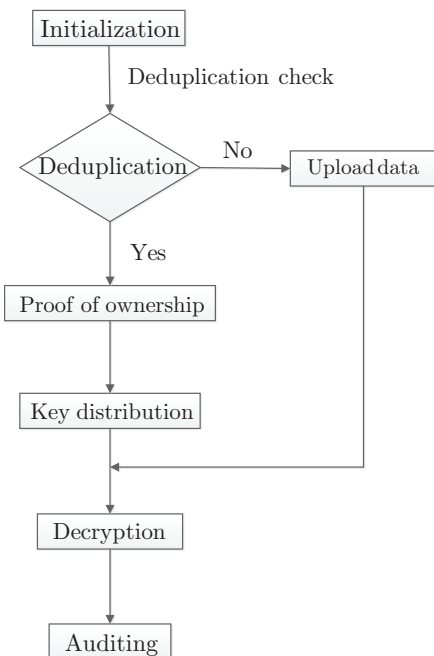 Initialization
Deduplication check
Deduplication
No
Upload data
Yes
Proof of ownership
Key distribution
Decryption
Auditing